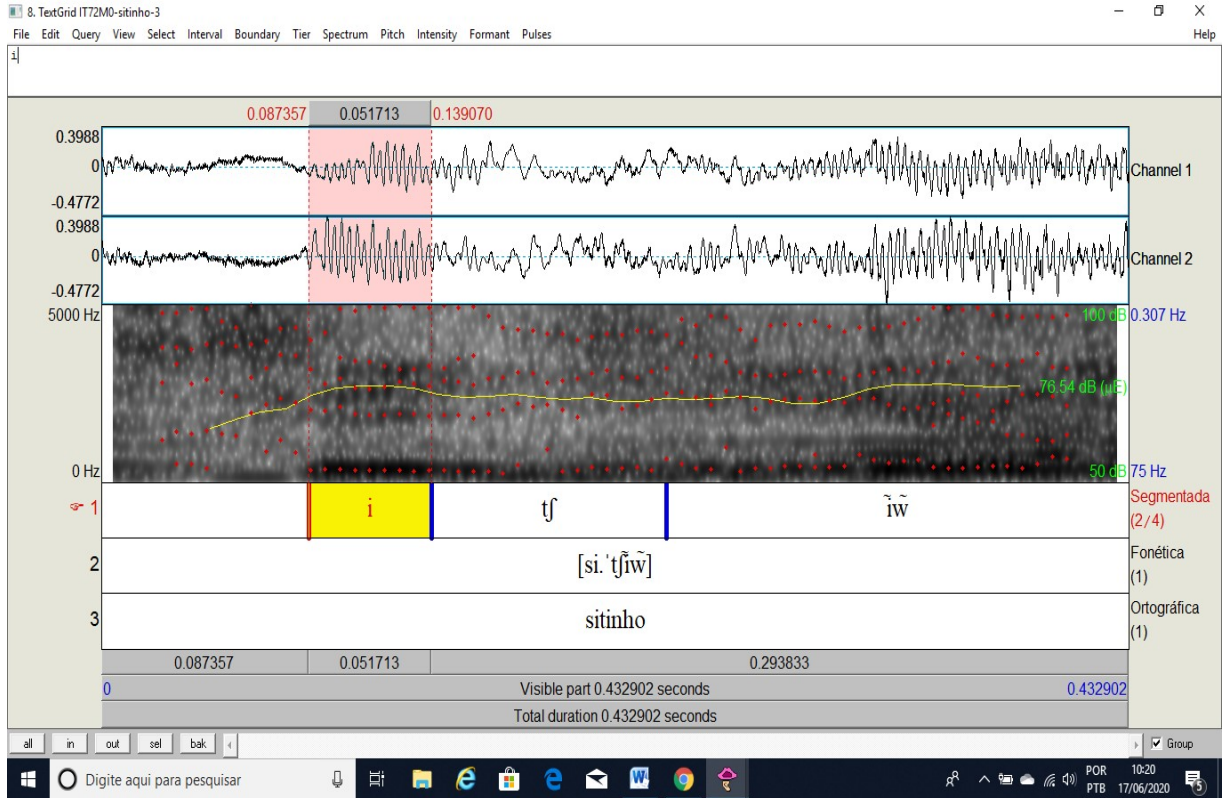 8. TextGrid IT72M0-sitinho-3
File Edit Query View Select Interval Boundary Tier Spectrum Pitch Intensity Formant Pulses Help
i
0.087357 0.051713 0.139070
0.3988
0
-0.4772
Channel 1
0.3988
0
-0.4772
Channel 2
5000 Hz 100 dB 0.307 Hz
76.54 dB (µE)
0 Hz 50 dB 75 Hz
1 i tʃ ĩw̃ Segmentada
(2/4)
2 [si.ˈtʃĩw̃] Fonética
(1)
3 sitinho Ortográfica
(1)
0.087357 0.051713 0.293833
0 Visible part 0.432902 seconds 0.432902
Total duration 0.432902 seconds
all in out sel bak Group
Digite aqui para pesquisar
POR 10:20
PTB 17/06/2020 5